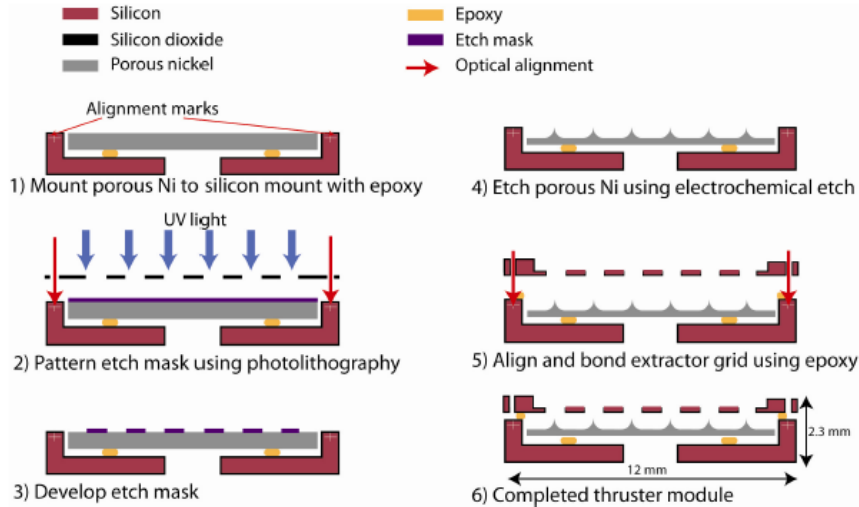 Silicon
Silicon dioxide
Porous nickel
Epoxy
Etch mask
Optical alignment
Alignment marks
1) Mount porous Ni to silicon mount with epoxy
UV light
2) Pattern etch mask using photolithography
3) Develop etch mask
4) Etch porous Ni using electrochemical etch
5) Align and bond extractor grid using epoxy
2.3 mm
12 mm
6) Completed thruster module